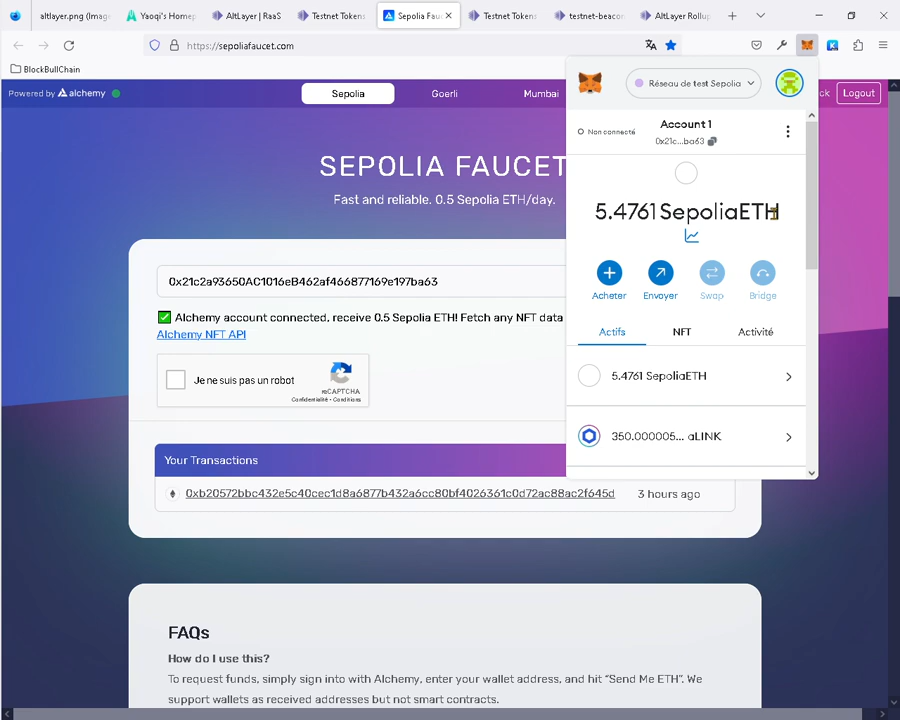 altlayer.png (Imag
Yaoqi's Homep
AltLayer | RaaS
Testnet Tokens
Sepolia Fau
Testnet Tokens
testnet-beacon
AltLayer Rollup
https://sepoliafaucet.com
BlockBullChain
Powered by alchemy
Sepolia
Goerli
Mumbai
ck
Logout
SEPOLIA FAUCET
Fast and reliable. 0.5 Sepolia ETH/day.
0x21c2a93650AC1016eB462af466877169e197ba63
Alchemy account connected, receive 0.5 Sepolia ETH! Fetch any NFT data
Alchemy NFT API
Je ne suis pas un robot
reCAPTCHA
Confidentialité - Conditions
Your Transactions
0xb20572bbc432e5c40cec1d8a6877b432a6cc80bf4026361c0d72ac88ac2f645d
3 hours ago
FAQs
How do I use this?
To request funds, simply sign into with Alchemy, enter your wallet address, and hit “Send Me ETH”. We
support wallets as received addresses but not smart contracts.
Réseau de test Sepolia
Non connecté
Account 1
0x21c...ba63
5.4761 SepoliaETH
Acheter
Envoyer
Swap
Bridge
Actifs
NFT
Activité
5.4761 SepoliaETH
350.000005... aLINK